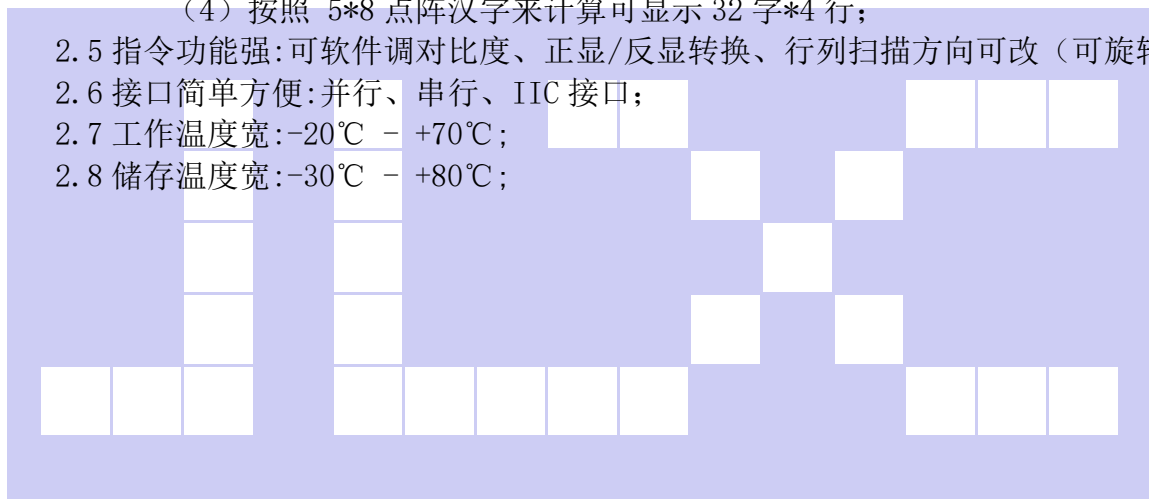 （4）按照 5*8 点阵汉字来计算可显示 32 字*4 行；
2.5 指令功能强:可软件调对比度、正显/反显转换、行列扫描方向可改（可旋转
2.6 接口简单方便:并行、串行、IIC 接口；
2.7 工作温度宽:-20℃ - +70℃;
2.8 储存温度宽:-30℃ - +80℃;